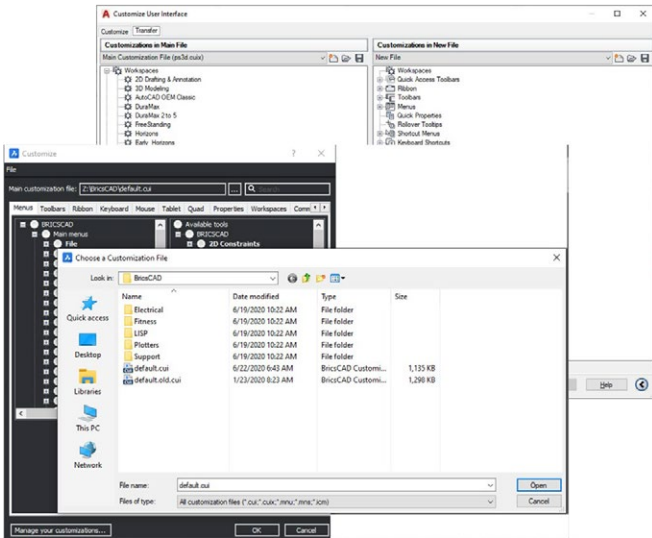 Customize User Interface
Customize Transfer
Customizations in Main File
Main Customization File (ps3d.cuix)
Workspaces
2D Drafting & Annotation
3D Modeling
AutoCAD OEM Classic
DuraMax
DuraMax 2 to 5
FreeStanding
Horizons
Early Horizons
Customizations in New File
New File
Workspaces
Quick Access Toolbars
Ribbon
Toolbars
Menus
Quick Properties
Rollover Tooltips
Shortcut Menus
Keyboard Shortcuts
Help
Customize
File
Main customization file: Z:\BricsCAD\default.cui ... Search
Menus Toolbars Ribbon Keyboard Mouse Tablet Quad Properties Workspaces Comm
BRICSCAD
Main menus
File
Available tools
BRICSCAD
2D Constraints
Choose a Customization File
Look in: BricsCAD
Name Date modified Type Size
Electrical 6/19/2020 10:22 AM File folder
Fitness 6/19/2020 10:22 AM File folder
LISP 6/19/2020 10:22 AM File folder
Plotters 6/19/2020 10:22 AM File folder
Support 6/19/2020 10:22 AM File folder
default.cui 6/22/2020 6:43 AM BricsCAD Customi... 1,135 KB
default.old.cui 1/23/2020 8:23 AM BricsCAD Customi... 1,298 KB
Quick access
Desktop
Libraries
This PC
Network
File name: default.cui Open
Files of type: All customization files (*.cui;*.cuix;*.mnu;*.mns;*.icm) Cancel
Manage your customizations... OK Cancel